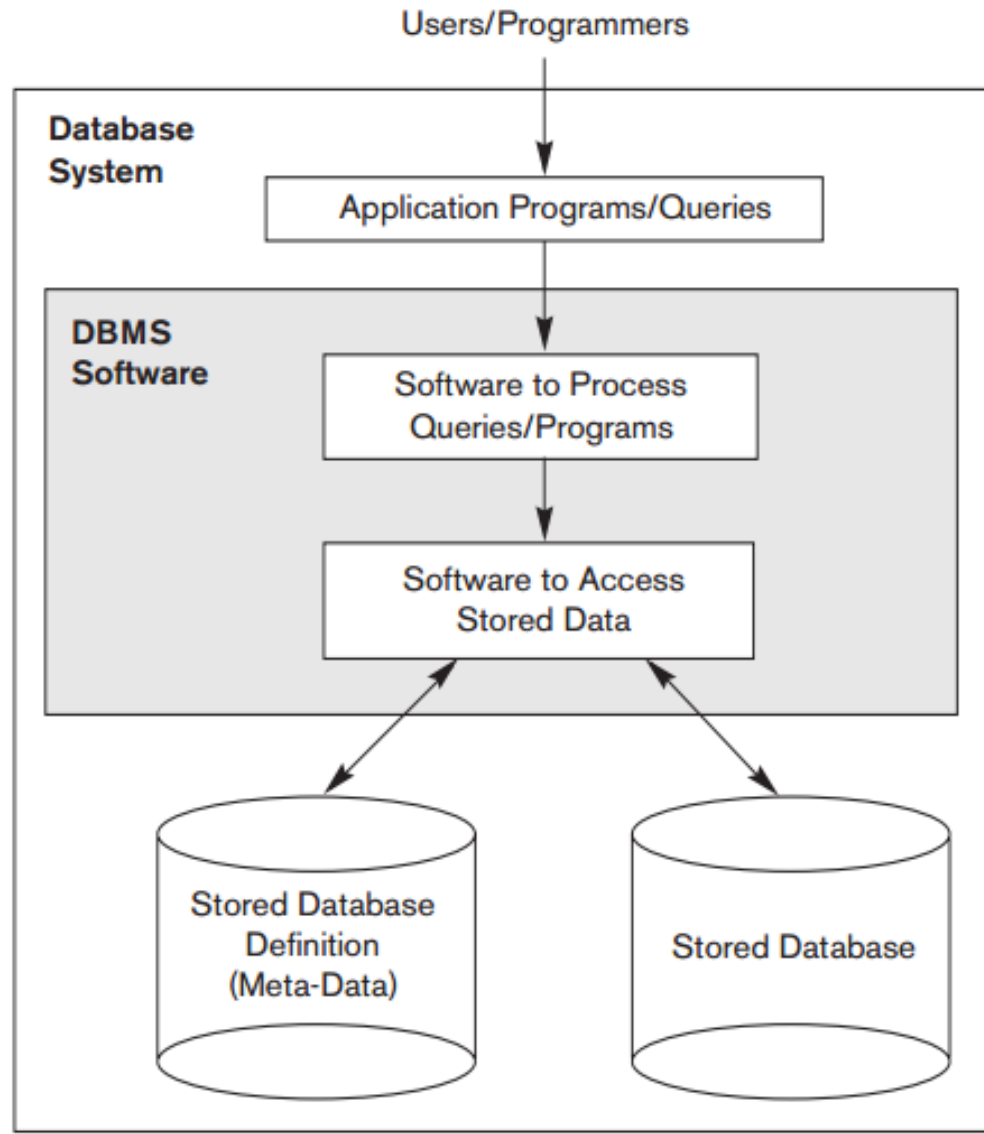 Users/Programmers
Database
System
Application Programs/Queries
DBMS
Software
Software to Process
Queries/Programs
Software to Access
Stored Data
Stored Database
Definition
(Meta-Data)
Stored Database